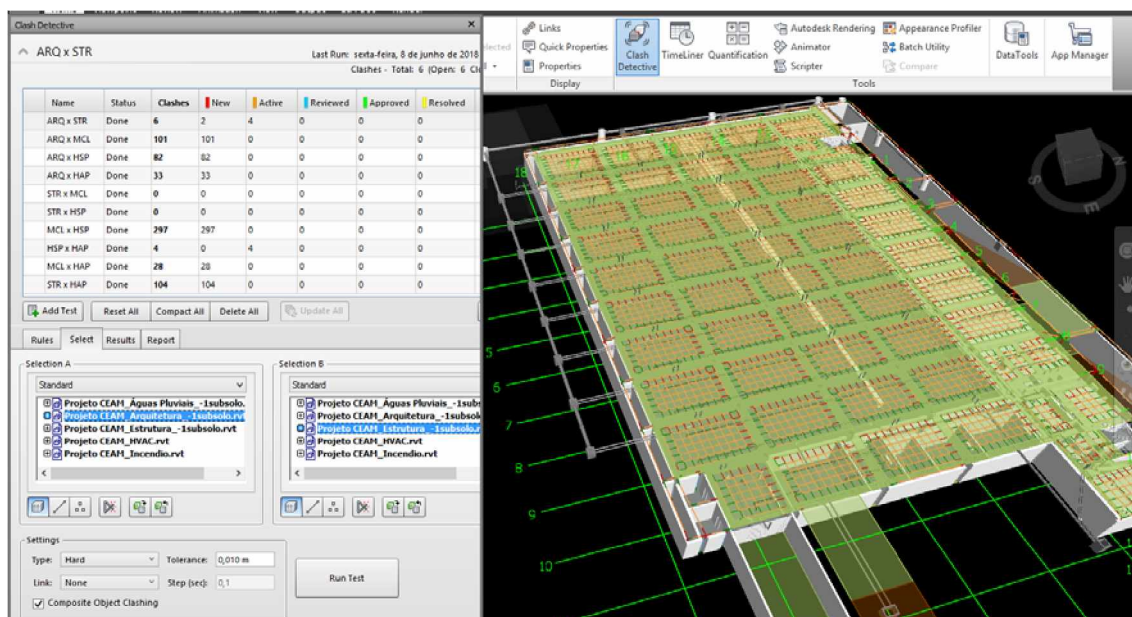 Clash Detective
ARQ x STR
Last Run: sexta-feira, 8 de junho de 2018
Clashes - Total: 6 (Open: 6 Cl
Name Status Clashes New Active Reviewed Approved Resolved
ARQ x STR Done 6 2 4 0 0 0
ARQ x MCL Done 101 101 0 0 0 0
ARQ x HSP Done 82 82 0 0 0 0
ARQ x HAP Done 33 33 0 0 0 0
STR x MCL Done 0 0 0 0 0 0
STR x HSP Done 0 0 0 0 0 0
MCL x HSP Done 297 297 0 0 0 0
HSP x HAP Done 4 0 4 0 0 0
MCL x HAP Done 28 28 0 0 0 0
STR x HAP Done 104 104 0 0 0 0
Add Test Reset All Compact All Delete All Update All
Rules Select Results Report
Selection A
Standard
Projeto CEAM_Águas Pluviais_-1subsolo.
Projeto CEAM_Arquitetura_-1subsolo.rvt
Projeto CEAM_Estrutura_-1subsolo.rvt
Projeto CEAM_HVAC.rvt
Projeto CEAM_Incendio.rvt
Selection B
Standard
Projeto CEAM_Águas Pluviais_-1subsol
Projeto CEAM_Arquitetura_-1subsolo
Projeto CEAM_Estrutura_-1subsolo.rv
Projeto CEAM_HVAC.rvt
Projeto CEAM_Incendio.rvt
Settings
Type: Hard Tolerance: 0,010 m
Link: None Step (sec): 0,1
Composite Object Clashing
Run Test
Links
Quick Properties
Properties
Display
Clash Detective
TimeLiner
Quantification
Autodesk Rendering
Animator
Scripter
Appearance Profiler
Batch Utility
Compare
Tools
DataTools
App Manager
18
17
5
6
7
8
9
10
N
S
E